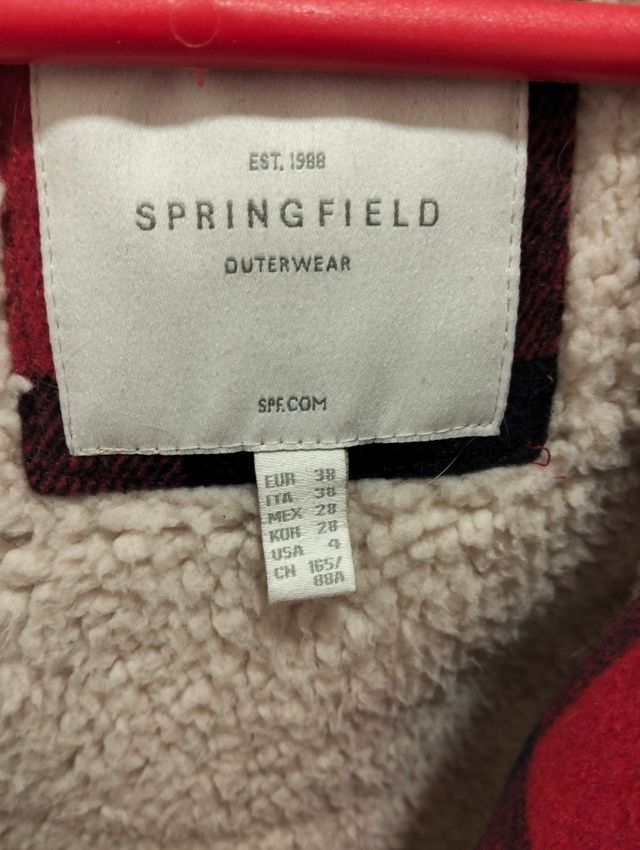 EST. 1988
SPRINGFIELD
OUTERWEAR
SPF.COM
EUR 38
ITA 38
MEX 28
KOR 28
USA 4
CN 165/
88A